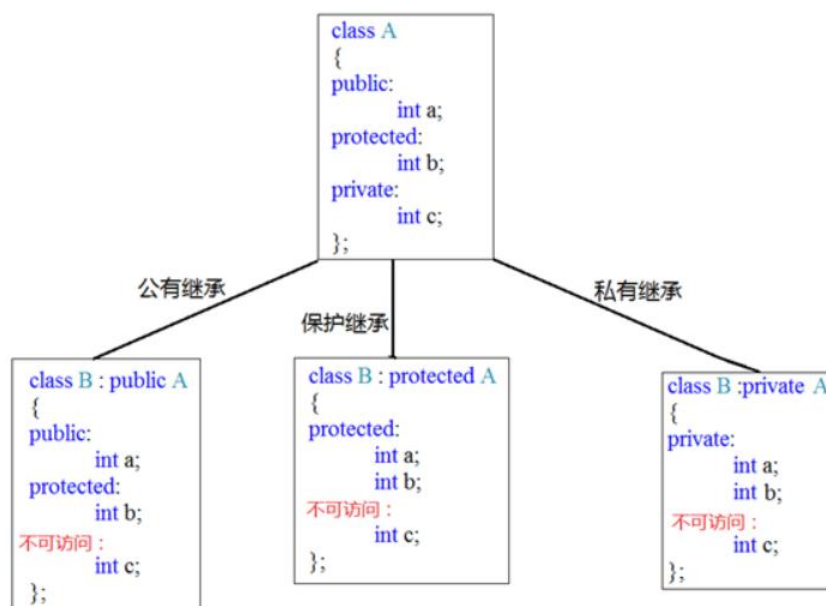 class A
{
public:
int a;
protected:
int b;
private:
int c;
};
公有继承
保护继承
私有继承
class B : public A
{
public:
int a;
protected:
int b;
不可访问：
int c;
};
class B : protected A
{
protected:
int a;
int b;
不可访问：
int c;
};
class B :private A
{
private:
int a;
int b;
不可访问：
int c;
};